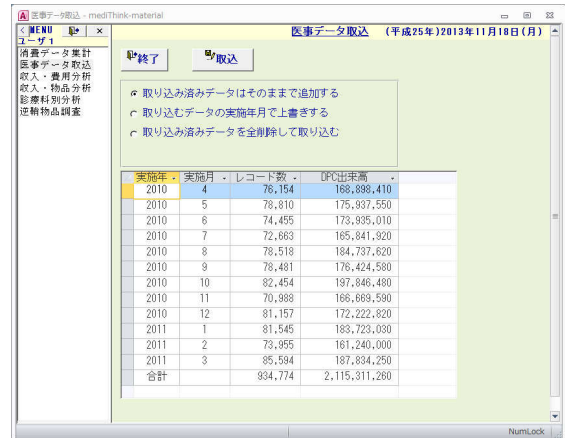 医事データ取込 - mediThink-material
< MENU ×
ユーザ1
消費データ集計
医事データ取込
収入・費用分析
収入・物品分析
診療科別分析
逆鞘物品調査
医事データ取込 (平成25年)2013年11月18日(月)
終了 取込
取り込み済みデータはそのままで追加する
取り込むデータの実施年月で上書きする
取り込み済みデータを全削除して取り込む
実施年 実施月 レコード数 DPC出来高
2010 4 76,154 168,898,410
2010 5 78,810 175,937,550
2010 6 74,455 173,935,010
2010 7 72,663 165,841,920
2010 8 78,518 184,737,620
2010 9 78,481 176,424,580
2010 10 82,454 197,846,480
2010 11 70,988 166,669,590
2010 12 81,157 172,222,820
2011 1 81,545 183,723,030
2011 2 73,955 161,240,000
2011 3 85,594 187,834,250
合計 934,774 2,115,311,260
NumLock